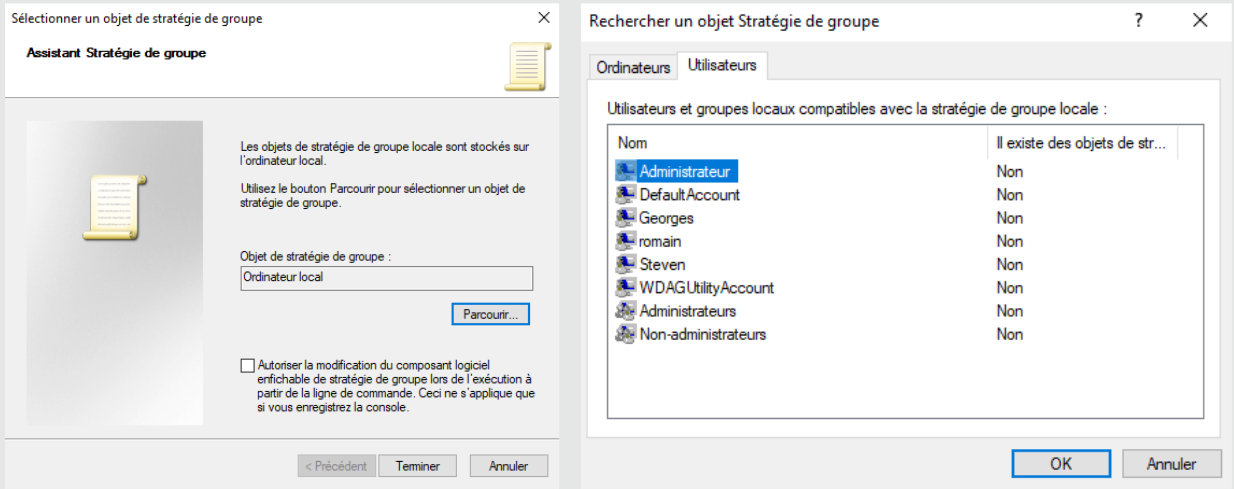 Sélectionner un objet de stratégie de groupe
Assistant Stratégie de groupe
Les objets de stratégie de groupe locale sont stockés sur
l'ordinateur local.
Utilisez le bouton Parcourir pour sélectionner un objet de
stratégie de groupe.
Objet de stratégie de groupe :
Ordinateur local
Parcourir...
Autoriser la modification du composant logiciel
enfichable de stratégie de groupe lors de l'exécution à
partir de la ligne de commande. Ceci ne s'applique que
si vous enregistrez la console.
< Précédent Terminer Annuler
Rechercher un objet Stratégie de groupe
Ordinateurs Utilisateurs
Utilisateurs et groupes locaux compatibles avec la stratégie de groupe locale :
Nom Il existe des objets de str...
Administrateur Non
DefaultAccount Non
Georges Non
romain Non
Steven Non
WDAGUtilityAccount Non
Administrateurs Non
Non-administrateurs Non
OK Annuler